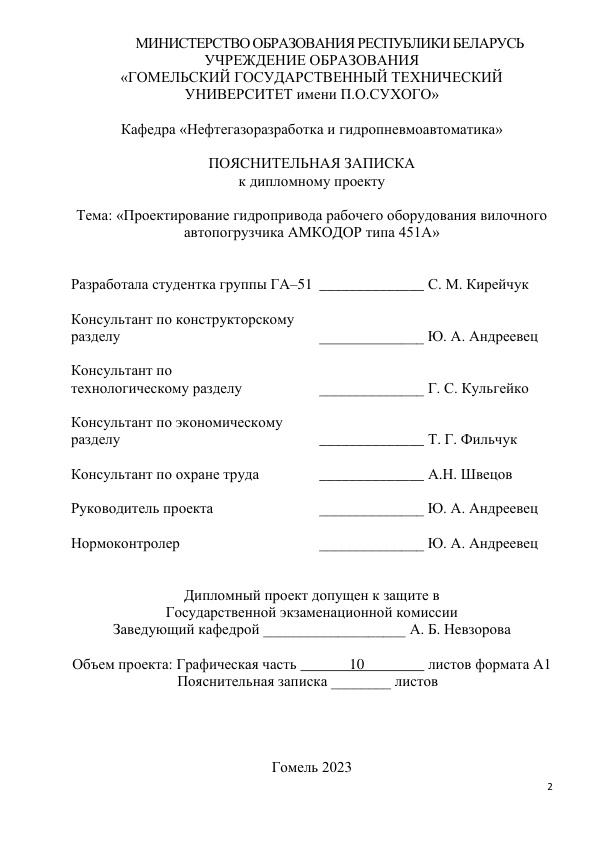 МИНИСТЕРСТВО ОБРАЗОВАНИЯ РЕСПУБЛИКИ БЕЛАРУСЬ
УЧРЕЖДЕНИЕ ОБРАЗОВАНИЯ
«ГОМЕЛЬСКИЙ ГОСУДАРСТВЕННЫЙ ТЕХНИЧЕСКИЙ
УНИВЕРСИТЕТ имени П.О.СУХОГО»
Кафедра «Нефтегазоразработка и гидропневмоавтоматика»
ПОЯСНИТЕЛЬНАЯ ЗАПИСКА
к дипломному проекту
Тема: «Проектирование гидропривода рабочего оборудования вилочного
автопогрузчика АМКОДОР типа 451А»
Разработала студентка группы ГА–51 ______________ С. М. Кирейчук
Консультант по конструкторскому
разделу ______________ Ю. А. Андреевец
Консультант по
технологическому разделу ______________ Г. С. Кульгейко
Консультант по экономическому
разделу ______________ Т. Г. Фильчук
Консультант по охране труда ______________ А.Н. Швецов
Руководитель проекта ______________ Ю. А. Андреевец
Нормоконтролер ______________ Ю. А. Андреевец
Дипломный проект допущен к защите в
Государственной экзаменационной комиссии
Заведующий кафедрой ___________________ А. Б. Невзорова
Объем проекта: Графическая часть ______10________ листов формата А1
Пояснительная записка ________ листов
Гомель 2023
2